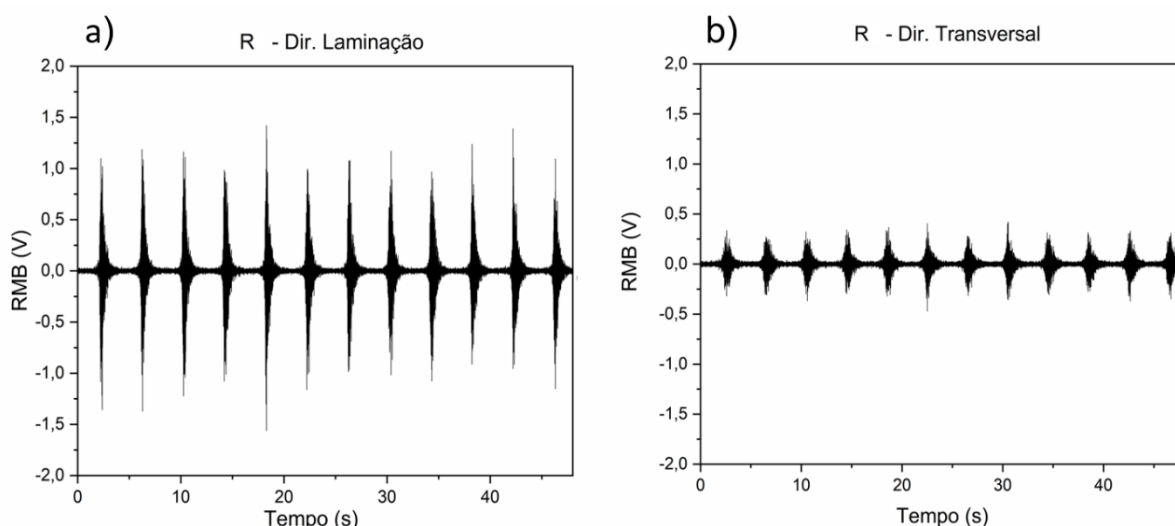 a)
R - Dir. Laminação
2,0
1,5
1,0
0,5
0,0
-0,5
-1,0
-1,5
-2,0
RMB (V)
0 10 20 30 40
Tempo (s)
b)
R - Dir. Transversal
2,0
1,5
1,0
0,5
0,0
-0,5
-1,0
-1,5
-2,0
RMB (V)
0 10 20 30 40
Tempo (s)